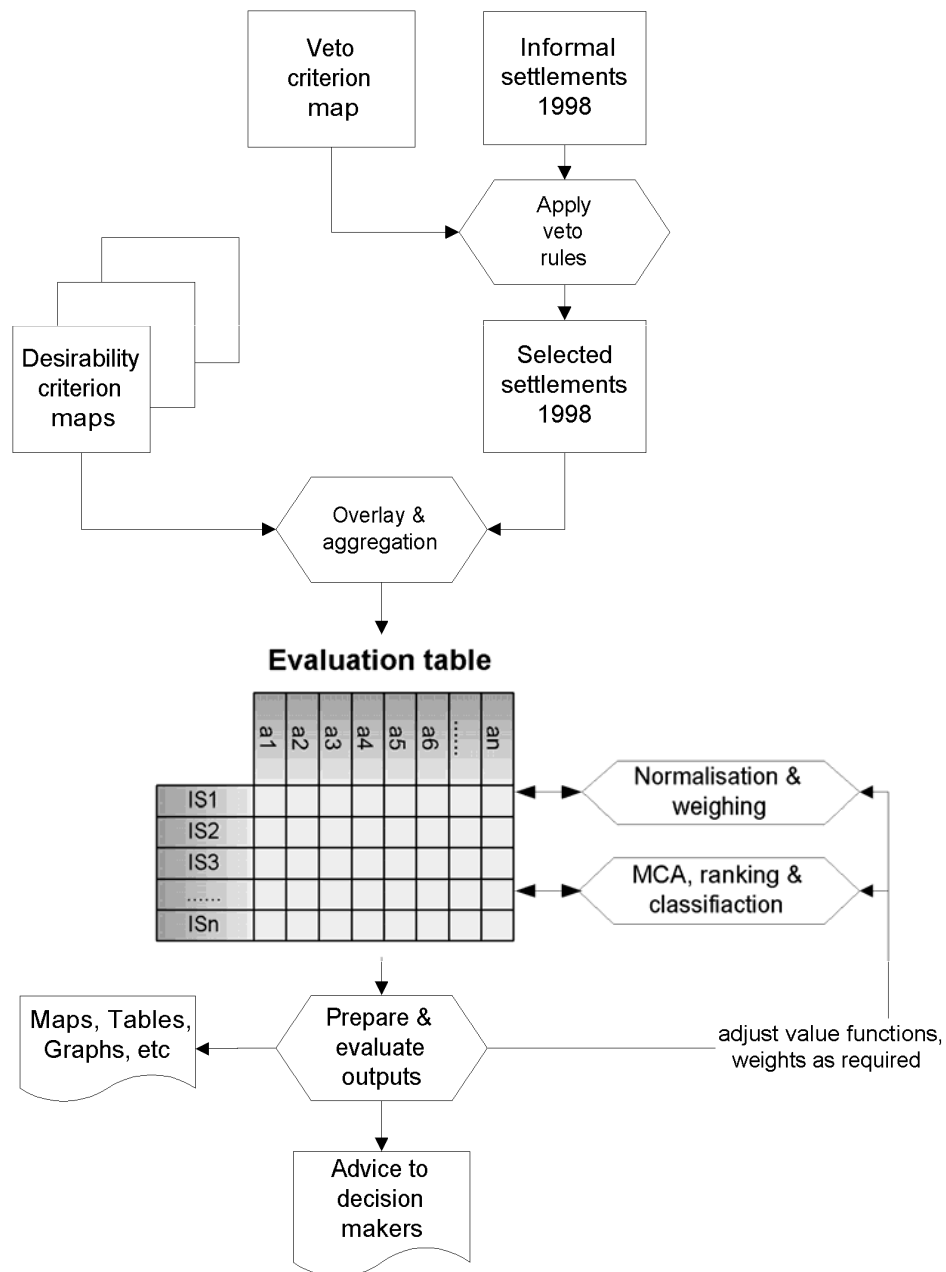 Veto
criterion
map
Informal
settlements
1998
Apply
veto
rules
Desirability
criterion
maps
Selected
settlements
1998
Overlay &
aggregation
Evaluation table
a1 a2 a3 a4 a5 a6 ...... an
IS1
IS2
IS3
......
ISn
Normalisation &
weighing
MCA, ranking &
classifiaction
Maps, Tables,
Graphs, etc
Prepare &
evaluate
outputs
adjust value functions,
weights as required
Advice to
decision
makers